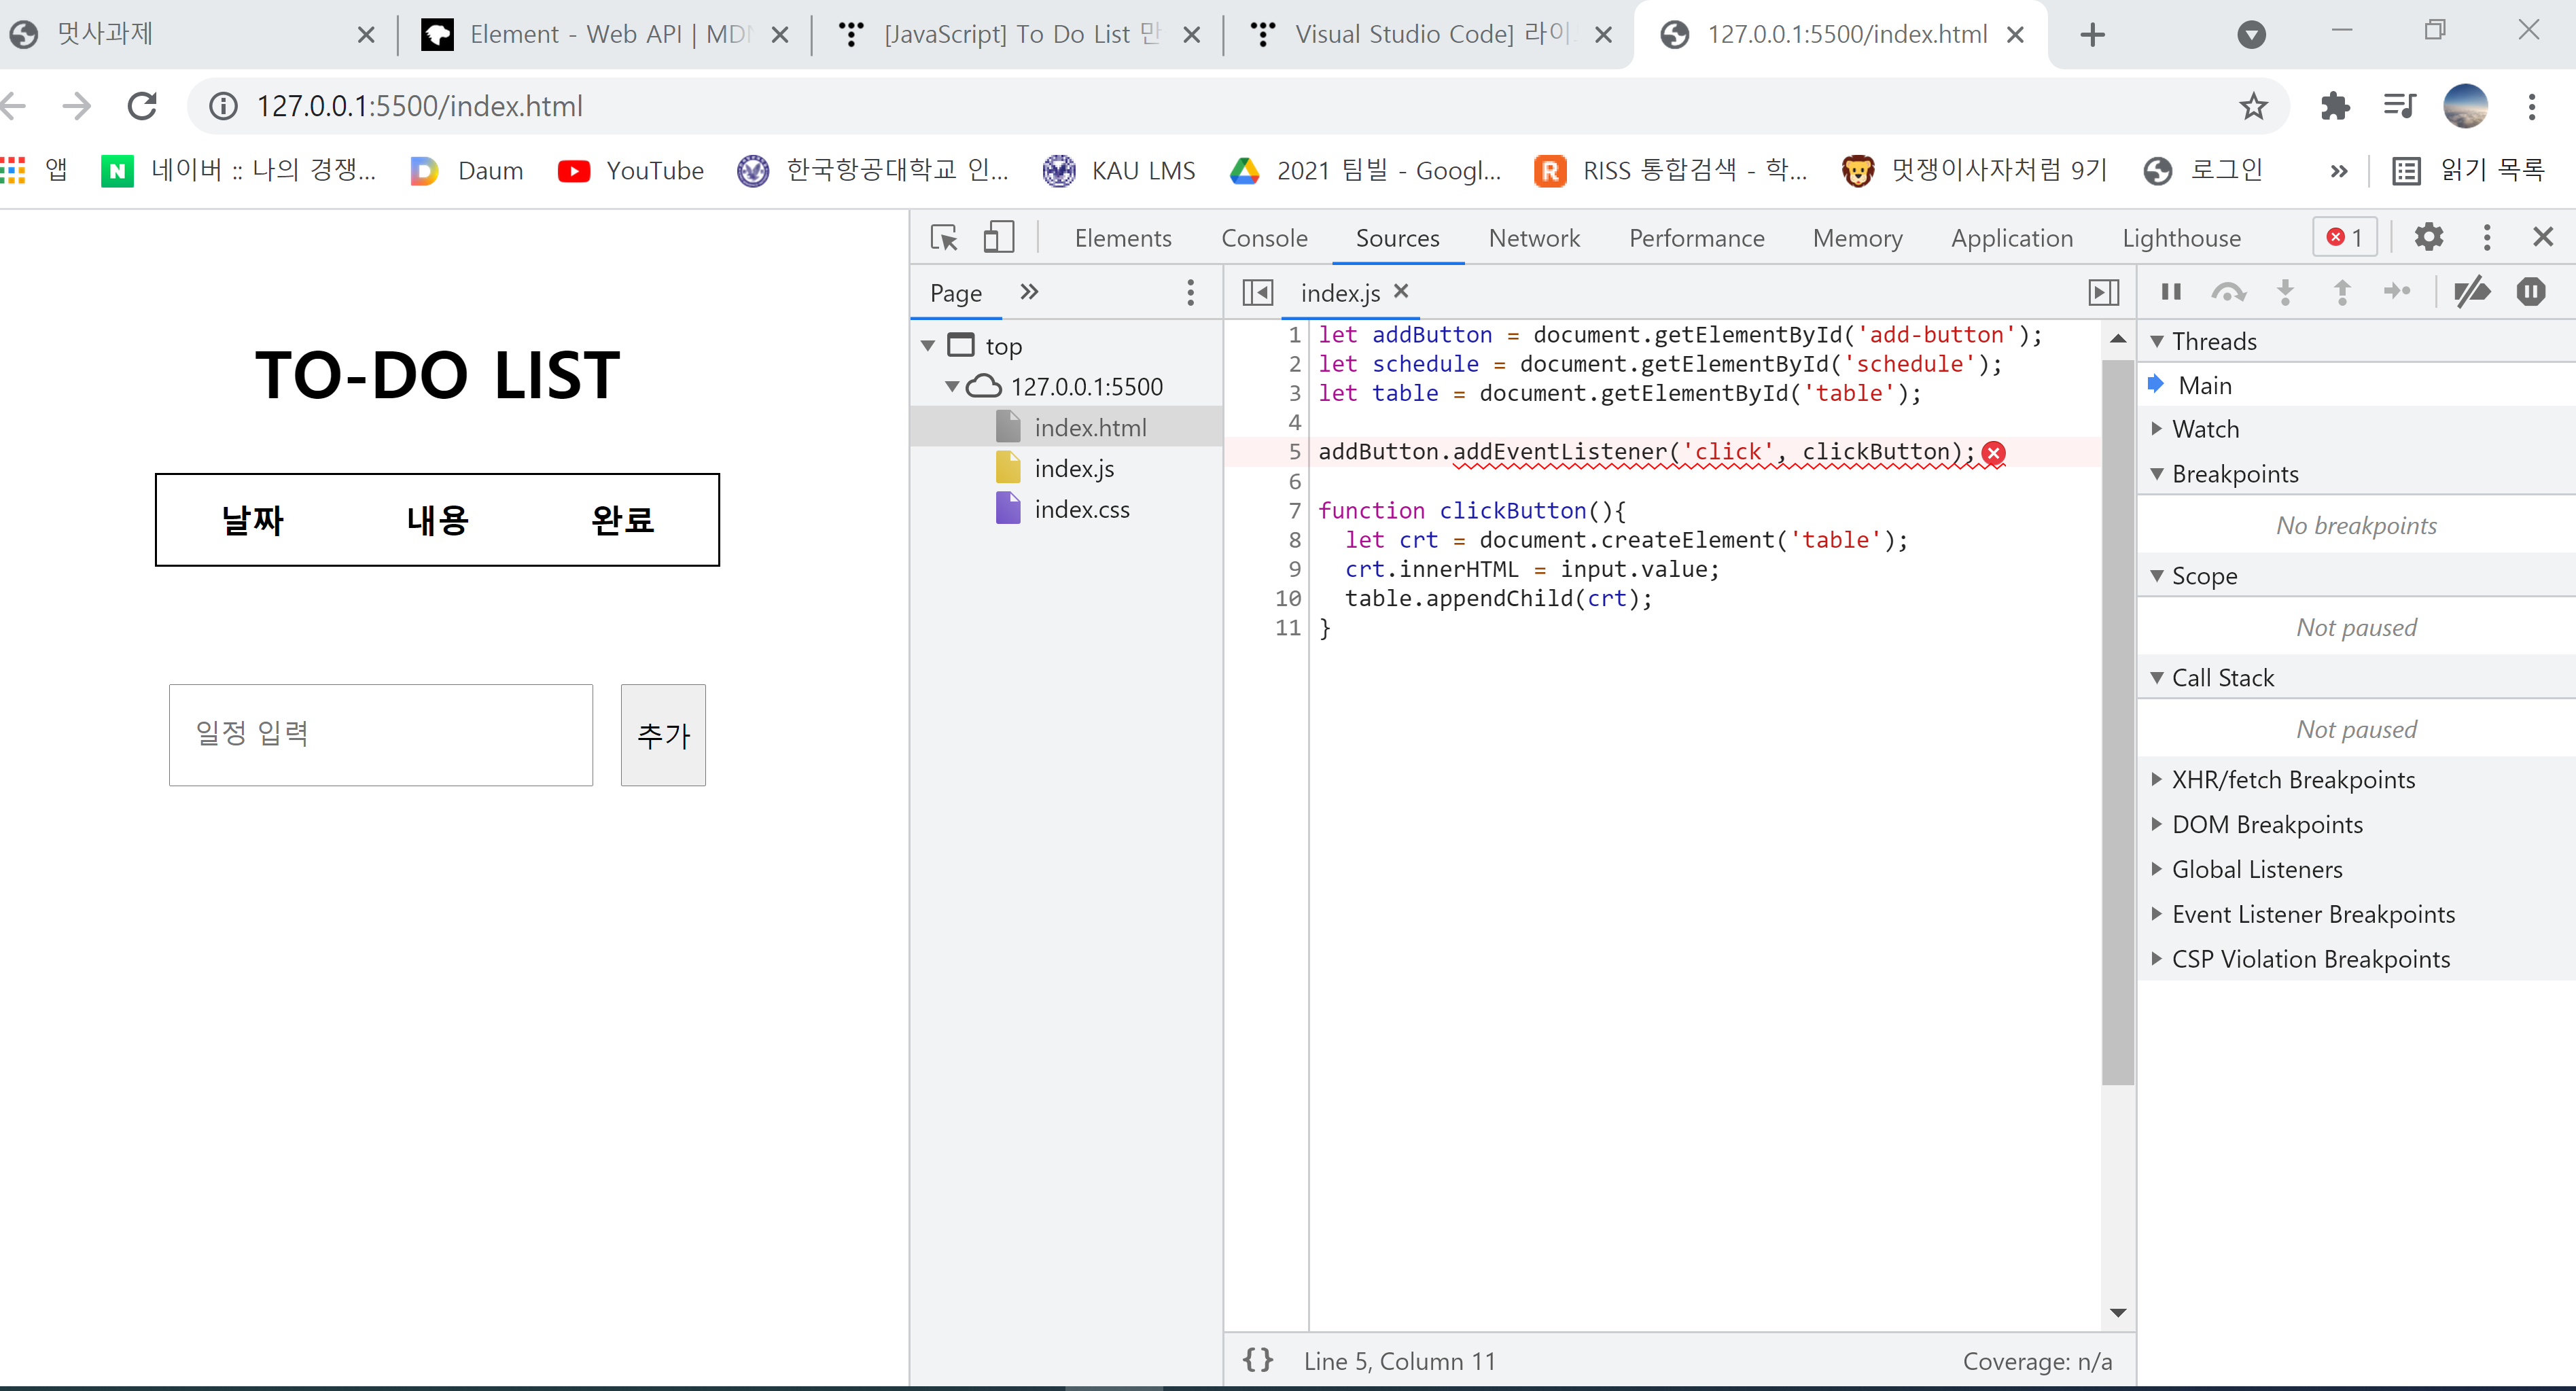 멋사과제
Element - Web API | MD
[JavaScript] To Do List 만
Visual Studio Code] 라이
127.0.0.1:5500/index.html
127.0.0.1:5500/index.html
앱
네이버 :: 나의 경쟁...
Daum
YouTube
한국항공대학교 인...
KAU LMS
2021 팀빌 - Googl...
RISS 통합검색 - 학...
멋쟁이사자처럼 9기
로그인
»
읽기 목록
TO-DO LIST
날짜 내용 완료
일정 입력
추가
Elements Console Sources Network Performance Memory Application Lighthouse 1
Page »
top
127.0.0.1:5500
index.html
index.js
index.css
index.js
1 let addButton = document.getElementById('add-button');
2 let schedule = document.getElementById('schedule');
3 let table = document.getElementById('table');
4
5 addButton.addEventListener('click', clickButton);
6
7 function clickButton(){
8 let crt = document.createElement('table');
9 crt.innerHTML = input.value;
10 table.appendChild(crt);
11 }
{} Line 5, Column 11
Coverage: n/a
Threads
Main
Watch
Breakpoints
No breakpoints
Scope
Not paused
Call Stack
Not paused
XHR/fetch Breakpoints
DOM Breakpoints
Global Listeners
Event Listener Breakpoints
CSP Violation Breakpoints